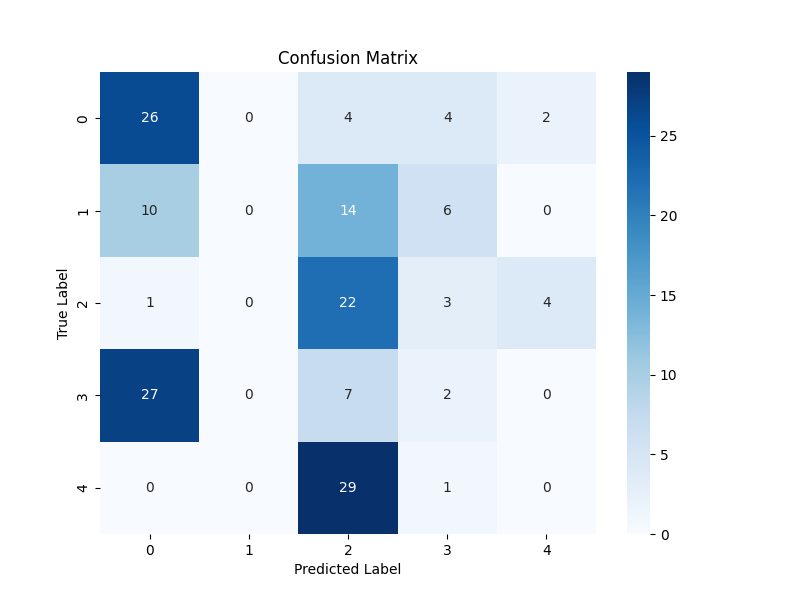 Confusion Matrix
True Label
0 26 0 4 4 2
1 10 0 14 6 0
2 1 0 22 3 4
3 27 0 7 2 0
4 0 0 29 1 0
0 1 2 3 4
Predicted Label
25
20
15
10
5
0